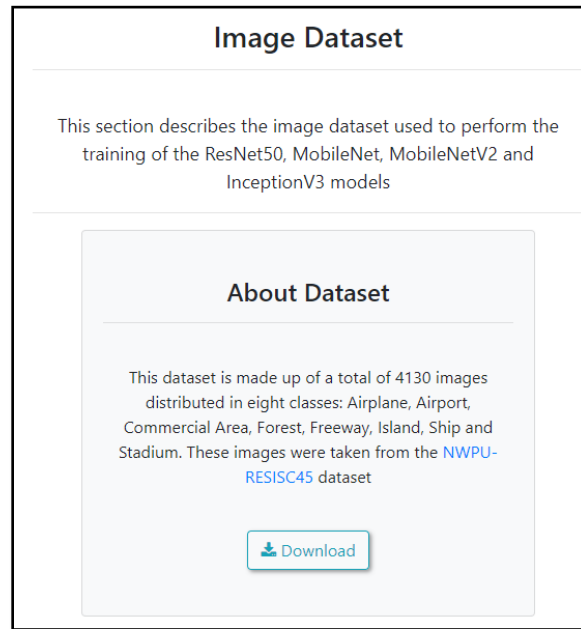 Image Dataset
This section describes the image dataset used to perform the
training of the ResNet50, MobileNet, MobileNetV2 and
InceptionV3 models
About Dataset
This dataset is made up of a total of 4130 images
distributed in eight classes: Airplane, Airport,
Commercial Area, Forest, Freeway, Island, Ship and
Stadium. These images were taken from the NWPU-
RESISC45 dataset
Download